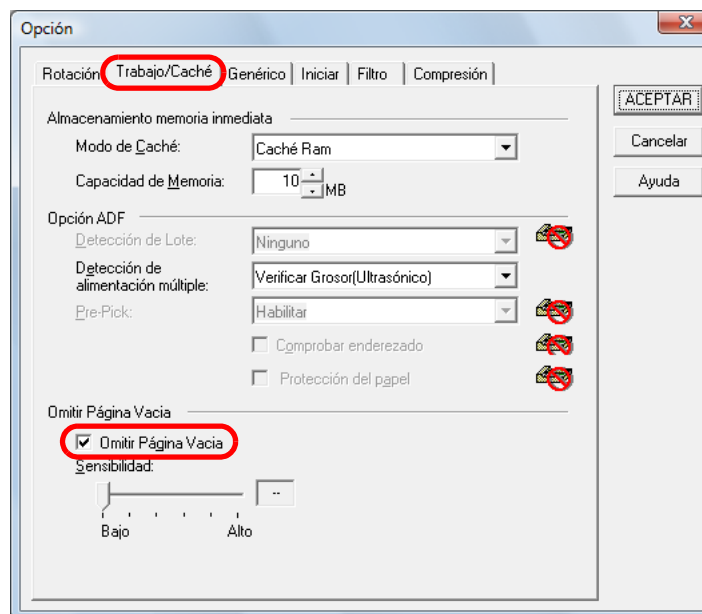 Opción
Rotación Trabajo/Caché Genérico Iniciar Filtro Compresión
ACEPTAR
Cancelar
Ayuda
Almacenamiento memoria inmediata
Modo de Caché: Caché Ram
Capacidad de Memoria: 10 MB
Opción ADF
Detección de Lote: Ninguno
Detección de
alimentación múltiple: Verificar Grosor(Ultrasónico)
Pre-Pick: Habilitar
Comprobar enderezado
Protección del papel
Omitir Página Vacia
Omitir Página Vacia
Sensibilidad:
--
Bajo Alto